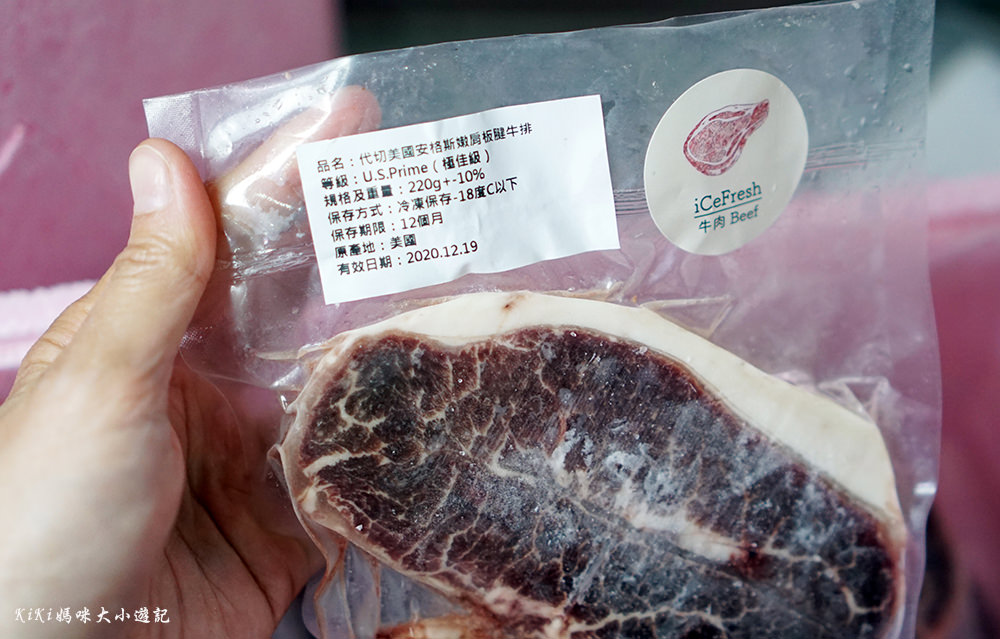 品名：代切美國安格斯嫩肩板腱牛排
等級：U.S.Prime（極佳級）
規格及重量：220g+-10%
保存方式：冷凍保存-18度C以下
保存期限：12個月
原產地：美國
有效日期：2020.12.19
iCeFresh
牛肉 Beef
KiKi媽咪大小遊記